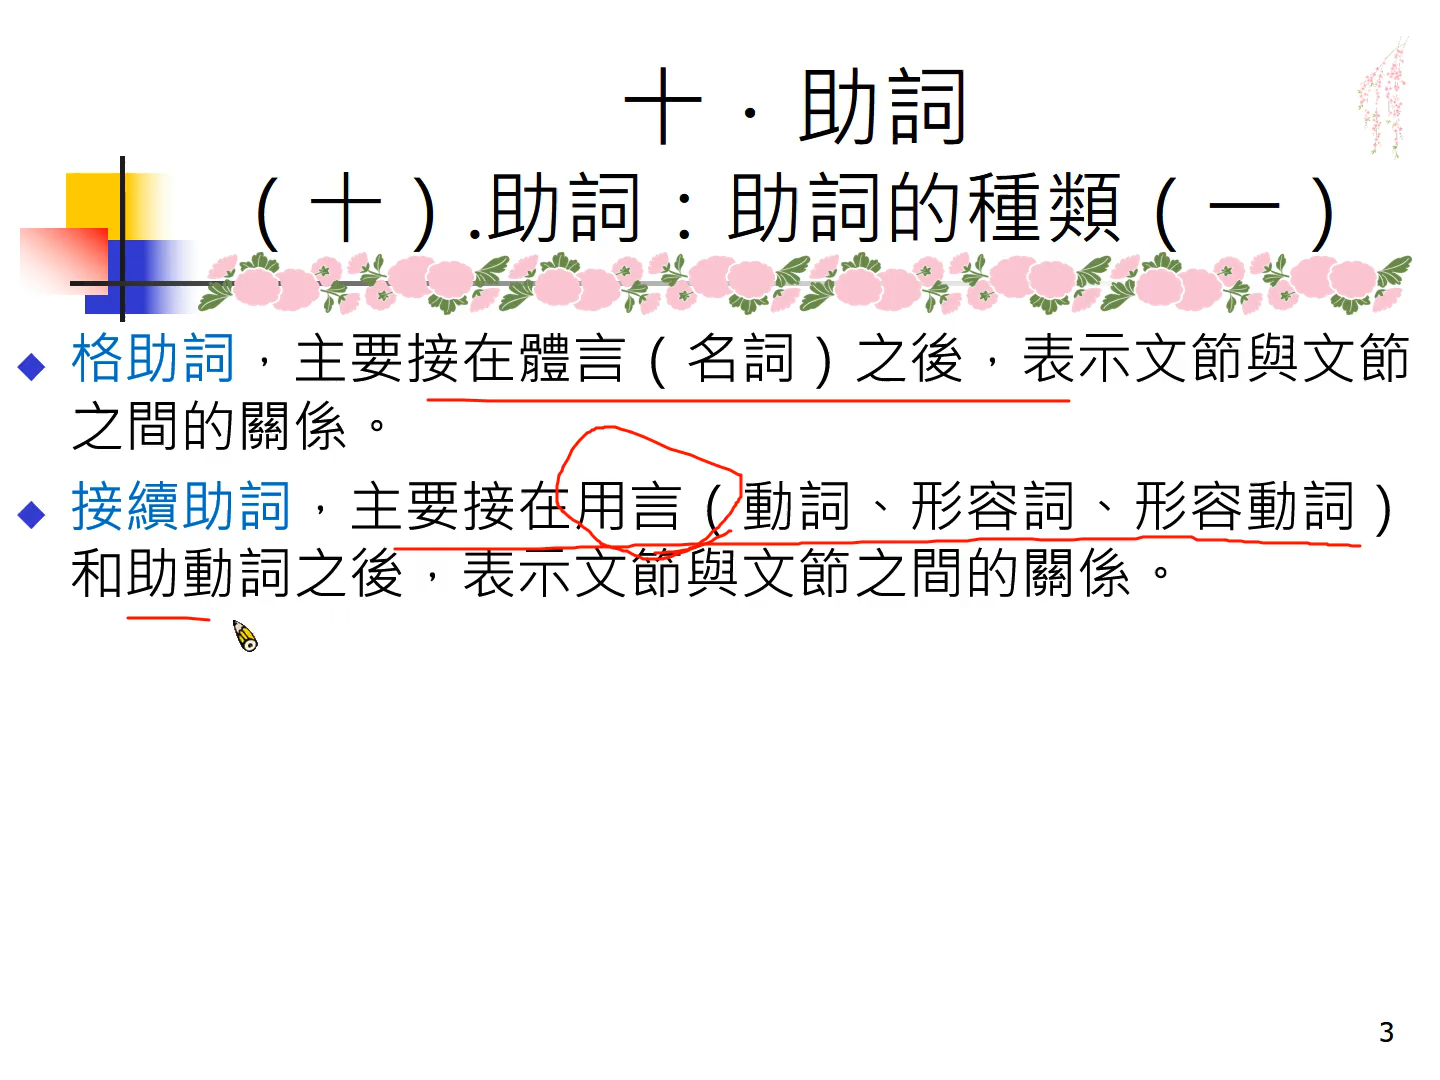 十．助詞
（十）.助詞：助詞的種類（一）
格助詞，主要接在體言（名詞）之後，表示文節與文節
之間的關係。
接續助詞，主要接在用言（動詞、形容詞、形容動詞）
和助動詞之後，表示文節與文節之間的關係。
3